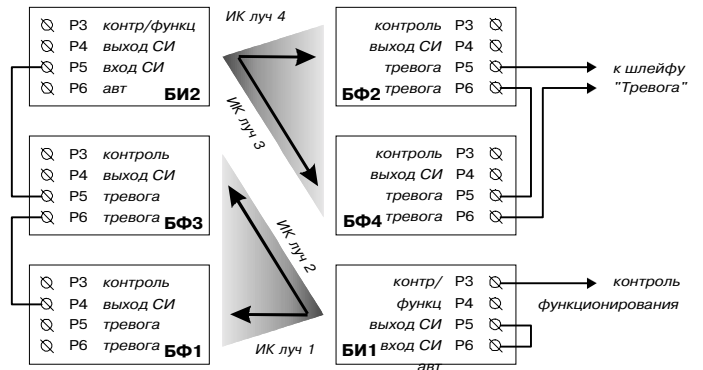 ИК луч 4
P3 контр/функц
P4 выход СИ
P5 вход СИ
P6 авт
БИ2
контроль P3
выход СИ P4
тревога P5
тревога P6
БФ2
к шлейфу
"Тревога"
ИК луч 3
P3 контроль
P4 выход СИ
P5 тревога
P6 тревога
БФ3
контроль P3
выход СИ P4
тревога P5
тревога P6
БФ4
ИК луч 2
P3 контроль
P4 выход СИ
P5 тревога
P6 тревога
БФ1
ИК луч 1
контр/ P3
функц P4
выход СИ P5
вход СИ P6
авт
БИ1
контроль
функционирования